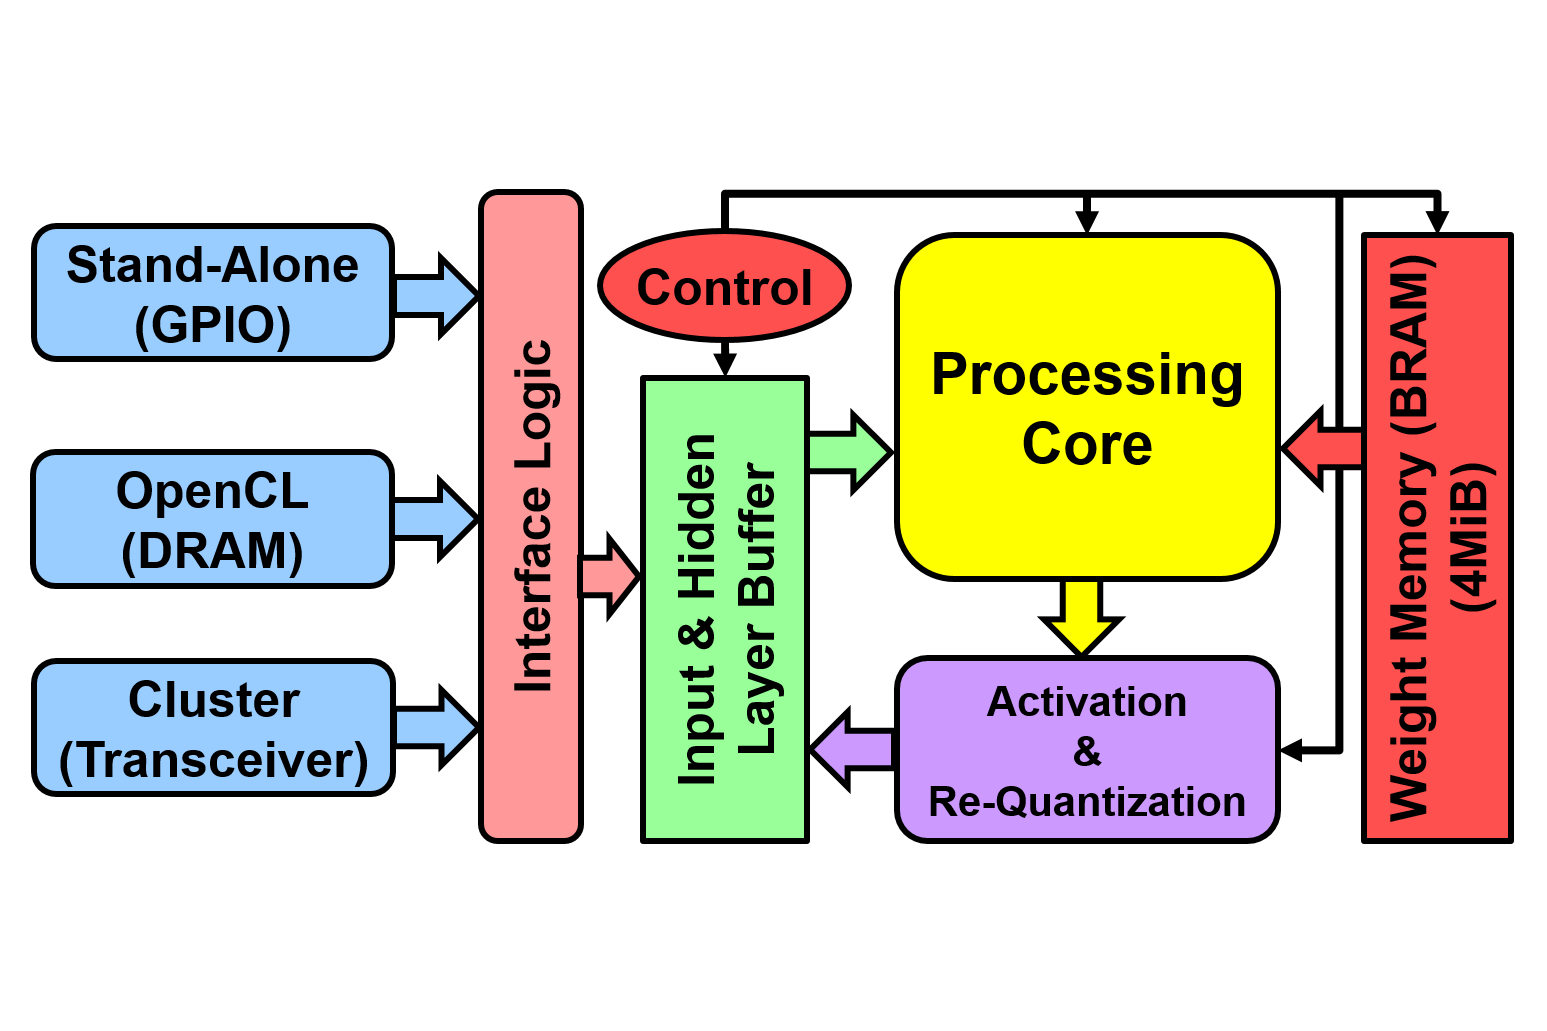 Stand-Alone
(GPIO)
OpenCL
(DRAM)
Cluster
(Transceiver)
Interface Logic
Control
Input & Hidden
Layer Buffer
Processing
Core
Activation
&
Re-Quantization
Weight Memory (BRAM)
(4MiB)